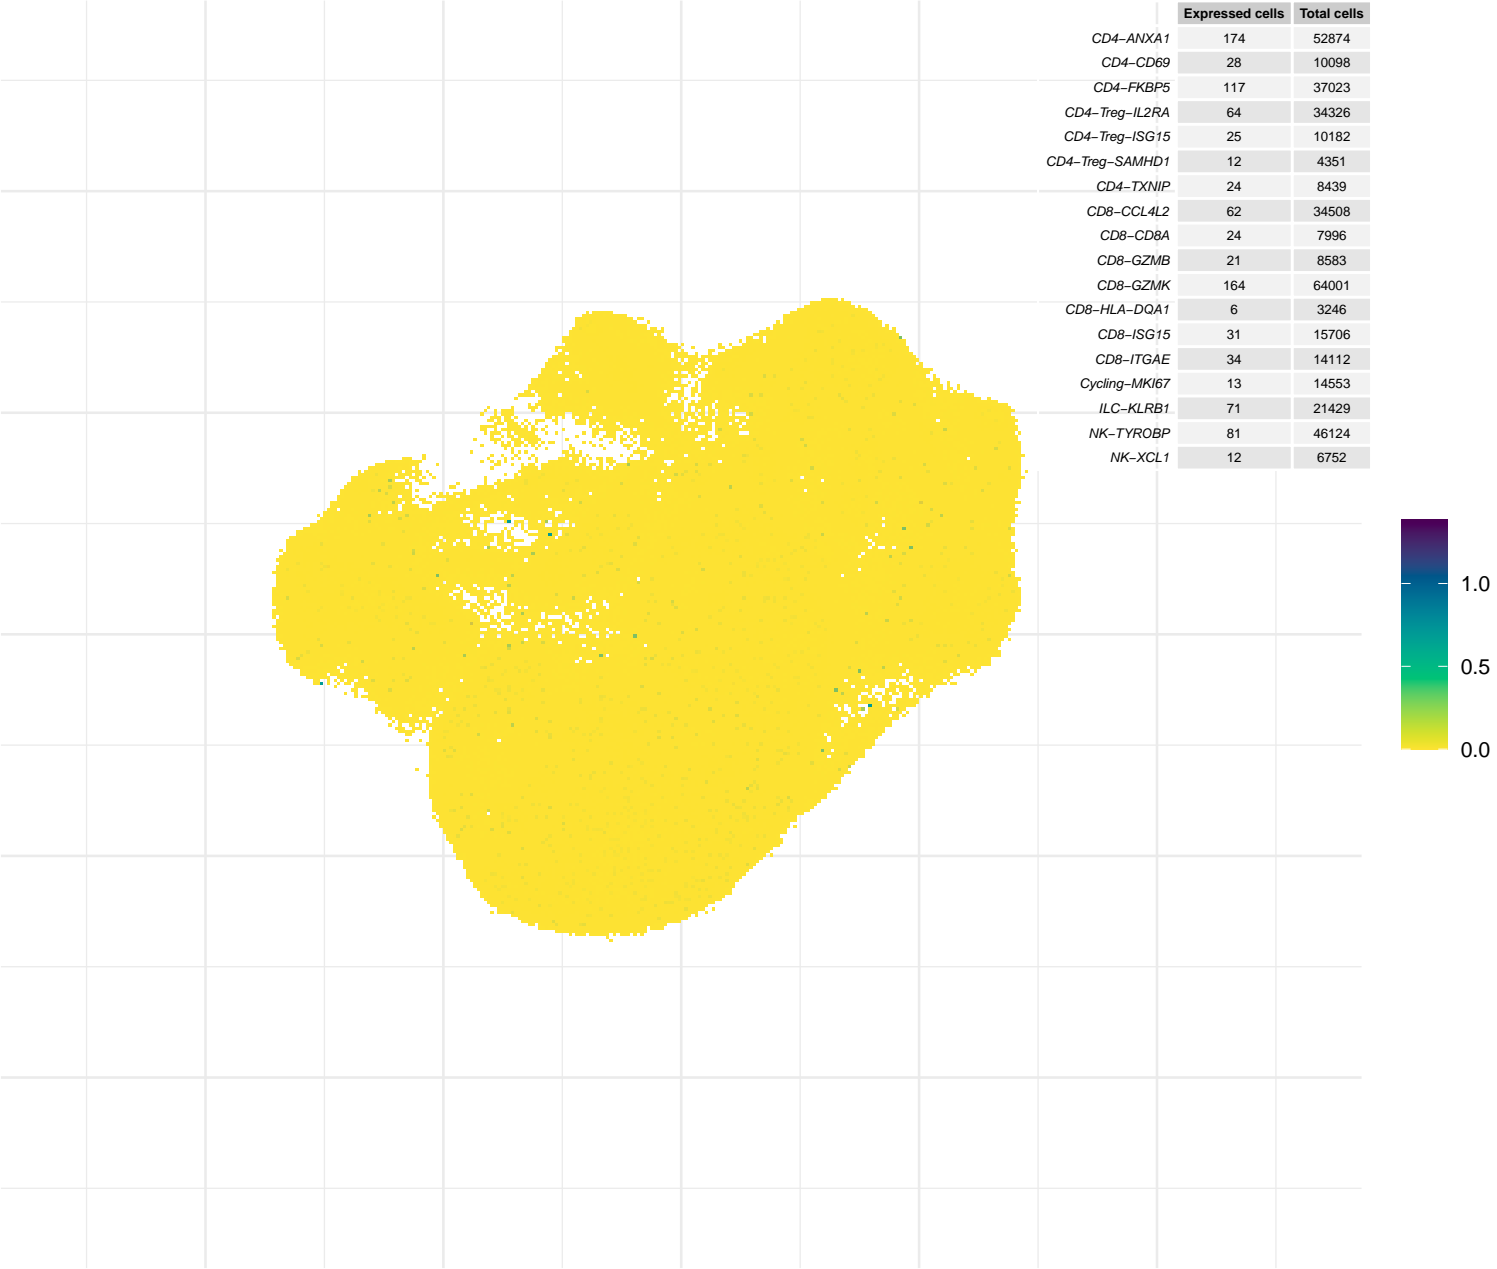 Expressed cells Total cells
CD4−ANXA1 174 52874
CD4−CD69 28 10098
CD4−FKBP5 117 37023
CD4−Treg−IL2RA 64 34326
CD4−Treg−ISG15 25 10182
CD4−Treg−SAMHD1 12 4351
CD4−TXNIP 24 8439
CD8−CCL4L2 62 34508
CD8−CD8A 24 7996
CD8−GZMB 21 8583
CD8−GZMK 164 64001
CD8−HLA−DQA1 6 3246
CD8−ISG15 31 15706
CD8−ITGAE 34 14112
Cycling−MKI67 13 14553
ILC−KLRB1 71 21429
NK−TYROBP 81 46124
NK−XCL1 12 6752
1.0
0.5
0.0